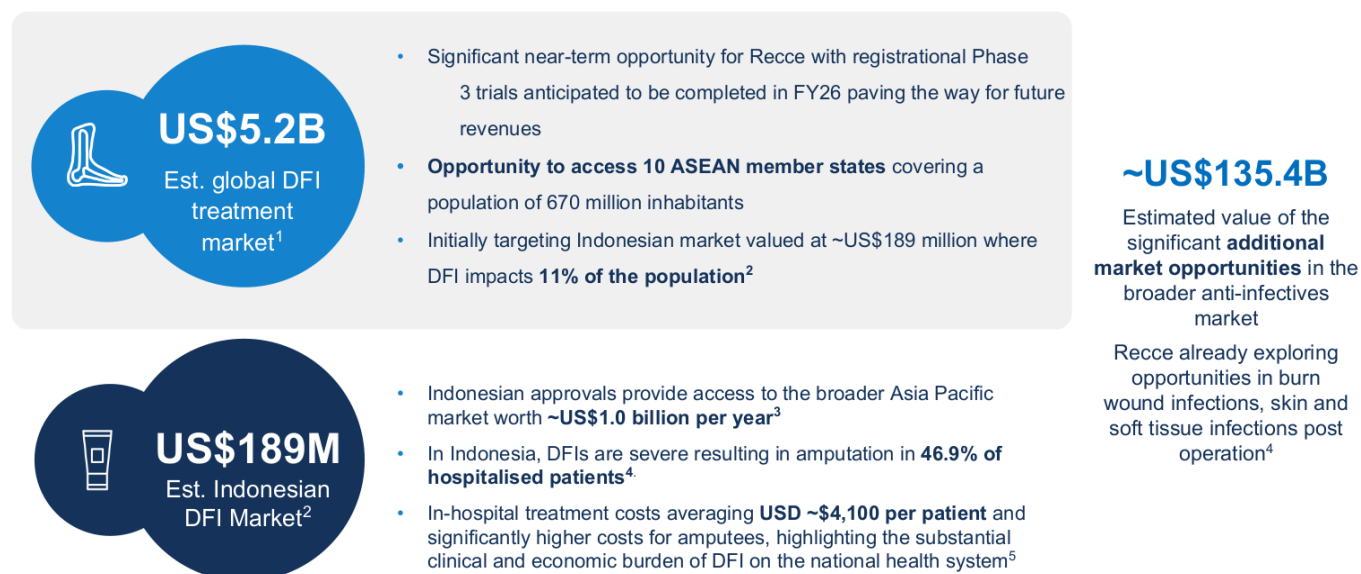 US$5.2B
Est. global DFI
treatment
market1
• Significant near-term opportunity for Recce with registrational Phase
3 trials anticipated to be completed in FY26 paving the way for future
revenues
• Opportunity to access 10 ASEAN member states covering a
population of 670 million inhabitants
• Initially targeting Indonesian market valued at ~US$189 million where
DFI impacts 11% of the population2
US$189M
Est. Indonesian
DFI Market2
• Indonesian approvals provide access to the broader Asia Pacific
market worth ~US$1.0 billion per year3
• In Indonesia, DFIs are severe resulting in amputation in 46.9% of
hospitalised patients4.
• In-hospital treatment costs averaging USD ~$4,100 per patient and
significantly higher costs for amputees, highlighting the substantial
clinical and economic burden of DFI on the national health system5
~US$135.4B
Estimated value of the
significant additional
market opportunities in the
broader anti-infectives
market
Recce already exploring
opportunities in burn
wound infections, skin and
soft tissue infections post
operation4